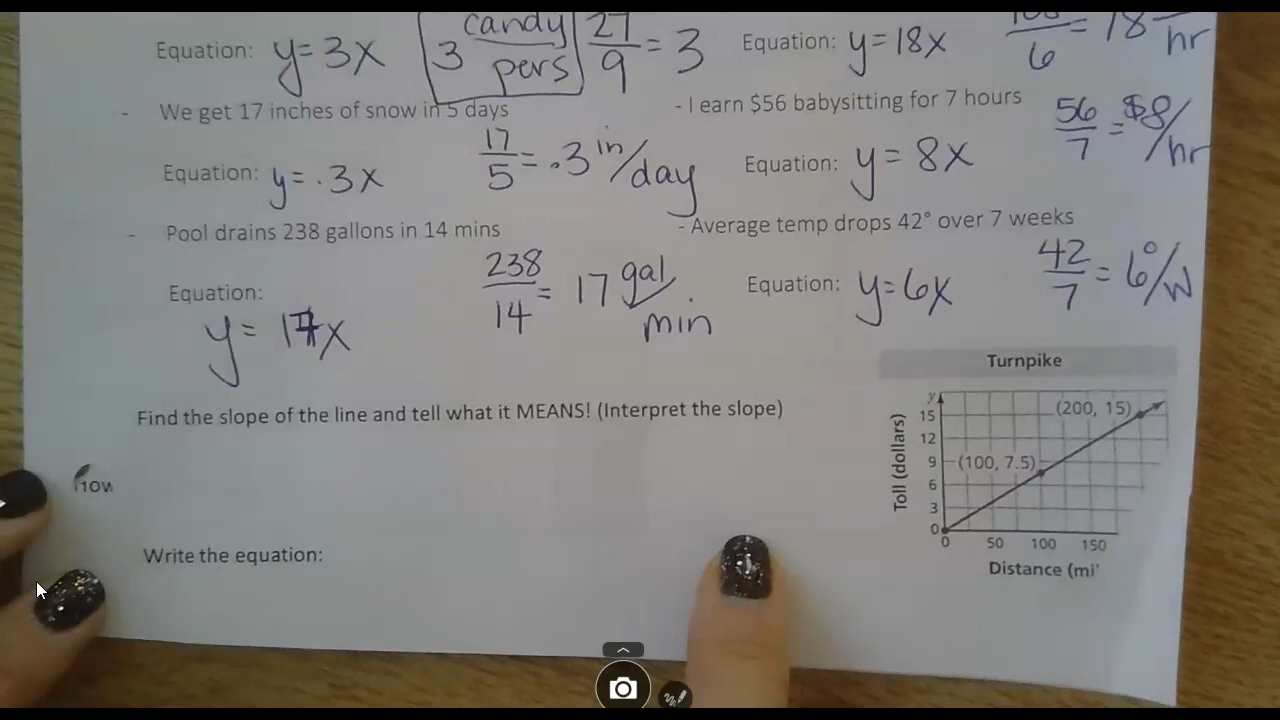 Equation: y=3x 3 candy pers 27/9 = 3 Equation: y=18x /6 = 18 /hr
- We get 17 inches of snow in 5 days - I earn $56 babysitting for 7 hours
Equation: y= .3x 17/5 = .3 in/day Equation: y= 8x 56/7 = $8/hr
- Pool drains 238 gallons in 14 mins - Average temp drops 42° over 7 weeks
Equation: y= 17x 238/14 = 17 gal/min Equation: y=6x 42/7 = 6°/W
Turnpike
Find the slope of the line and tell what it MEANS! (Interpret the slope)
Write the equation:
Toll (dollars)
y
15
12
9
6
3
0
(200, 15)
(100, 7.5)
0 50 100 150
Distance (mi